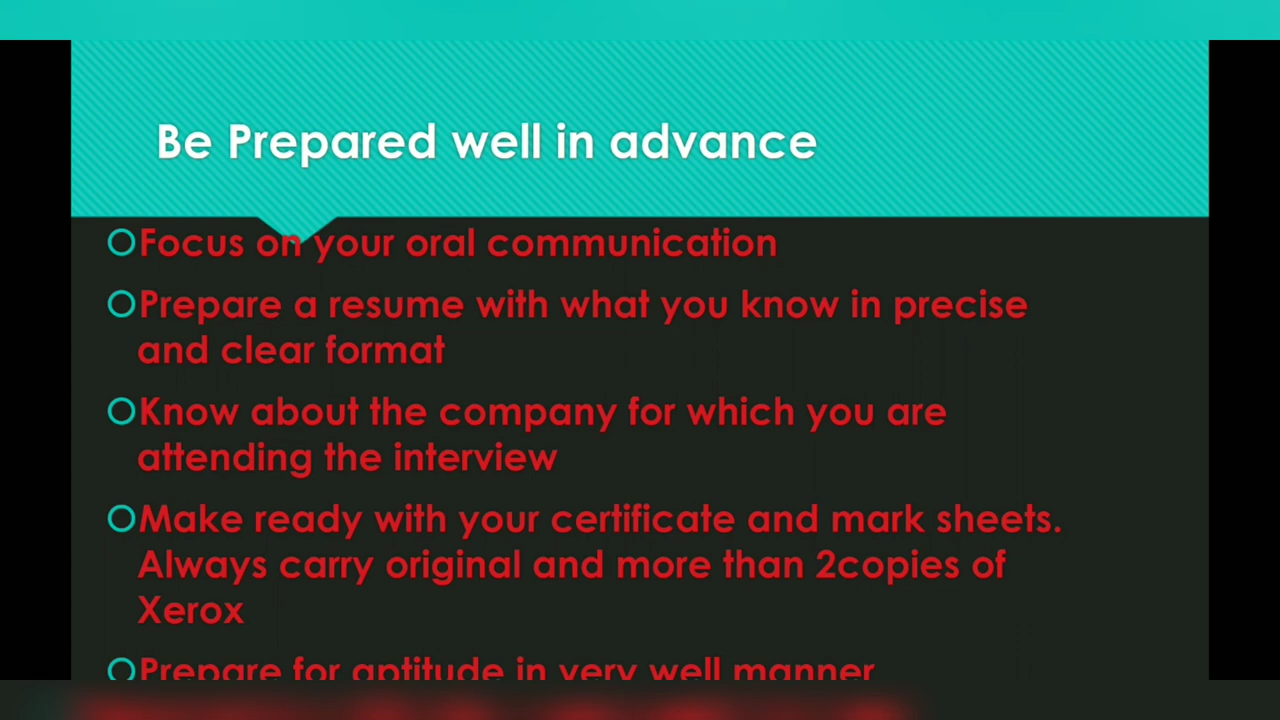 Be Prepared well in advance
Focus on your oral communication
Prepare a resume with what you know in precise
and clear format
Know about the company for which you are
attending the interview
Make ready with your certificate and mark sheets.
Always carry original and more than 2copies of
Xerox
Prepare for aptitude in very well manner